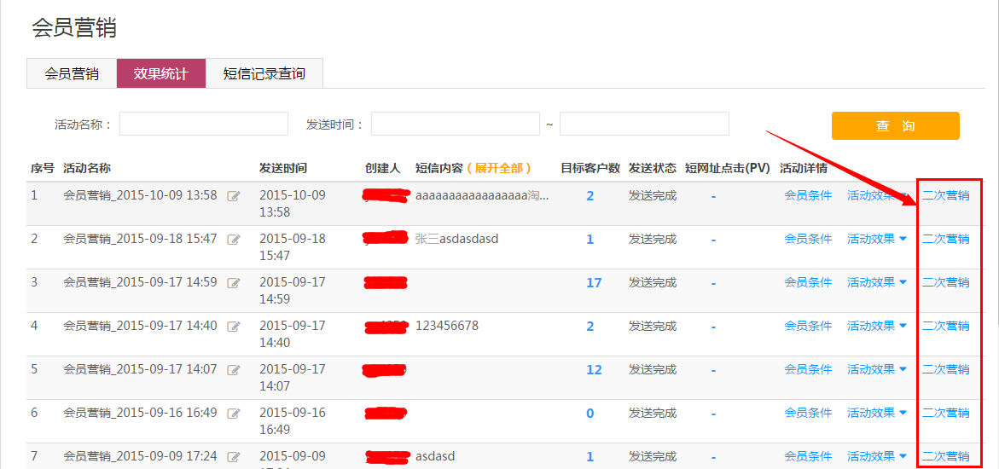 会员营销
会员营销 效果统计 短信记录查询
活动名称： 发送时间： ~ 查 询
序号 活动名称 发送时间 创建人 短信内容 ( 展开全部 ) 目标客户数 发送状态 短网址点击(PV) 活动详情
1 会员营销_2015-10-09 13:58 2015-10-09 aaaaaaaaaaaaaaaaa淘... 2 发送完成 - 会员条件 活动效果 二次营销
13:58
2 会员营销_2015-09-18 15:47 2015-09-18 张三asdasdasd 1 发送完成 - 会员条件 活动效果 二次营销
15:47
3 会员营销_2015-09-17 14:59 2015-09-17 17 发送完成 - 会员条件 活动效果 二次营销
14:59
4 会员营销_2015-09-17 14:40 2015-09-17 123456678 2 发送完成 - 会员条件 活动效果 二次营销
14:40
5 会员营销_2015-09-17 14:07 2015-09-17 12 发送完成 - 会员条件 活动效果 二次营销
14:07
6 会员营销_2015-09-16 16:49 2015-09-16 0 发送完成 - 会员条件 活动效果 二次营销
16:49
7 会员营销_2015-09-09 17:24 2015-09-09 asdasd 1 发送完成 - 会员条件 活动效果 二次营销